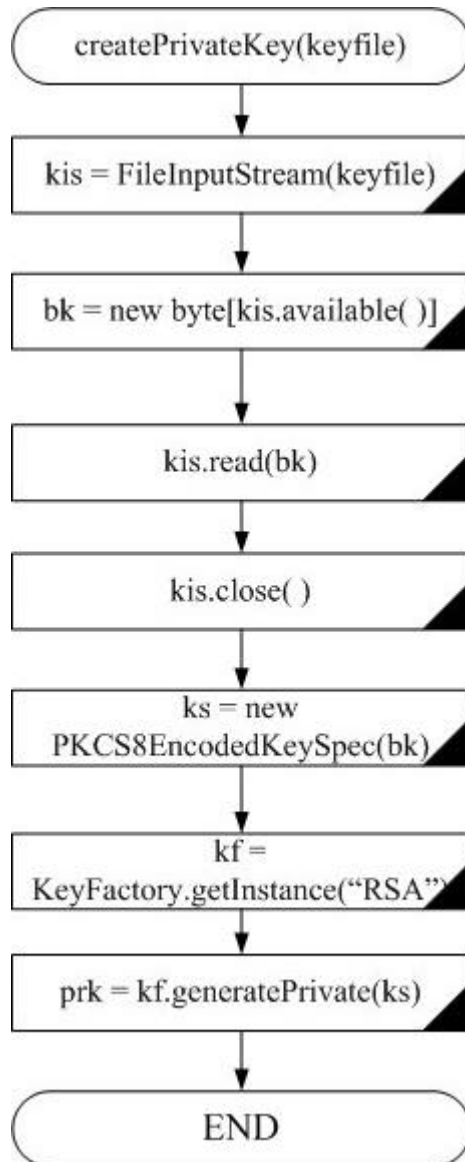 createPrivateKey(keyfile)
kis = FileInputStream(keyfile)
bk = new byte[kis.available( )]
kis.read(bk)
kis.close( )
ks = new
PKCS8EncodedKeySpec(bk)
kf =
KeyFactory.getInstance(“RSA”)
prk = kf.generatePrivate(ks)
END